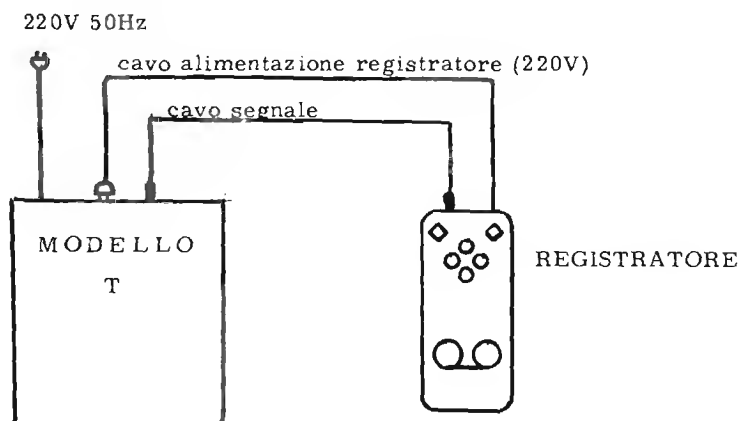 220V 50Hz
cavo alimentazione registratore (220V)
cavo segnale
MODELLO
T
REGISTRATORE